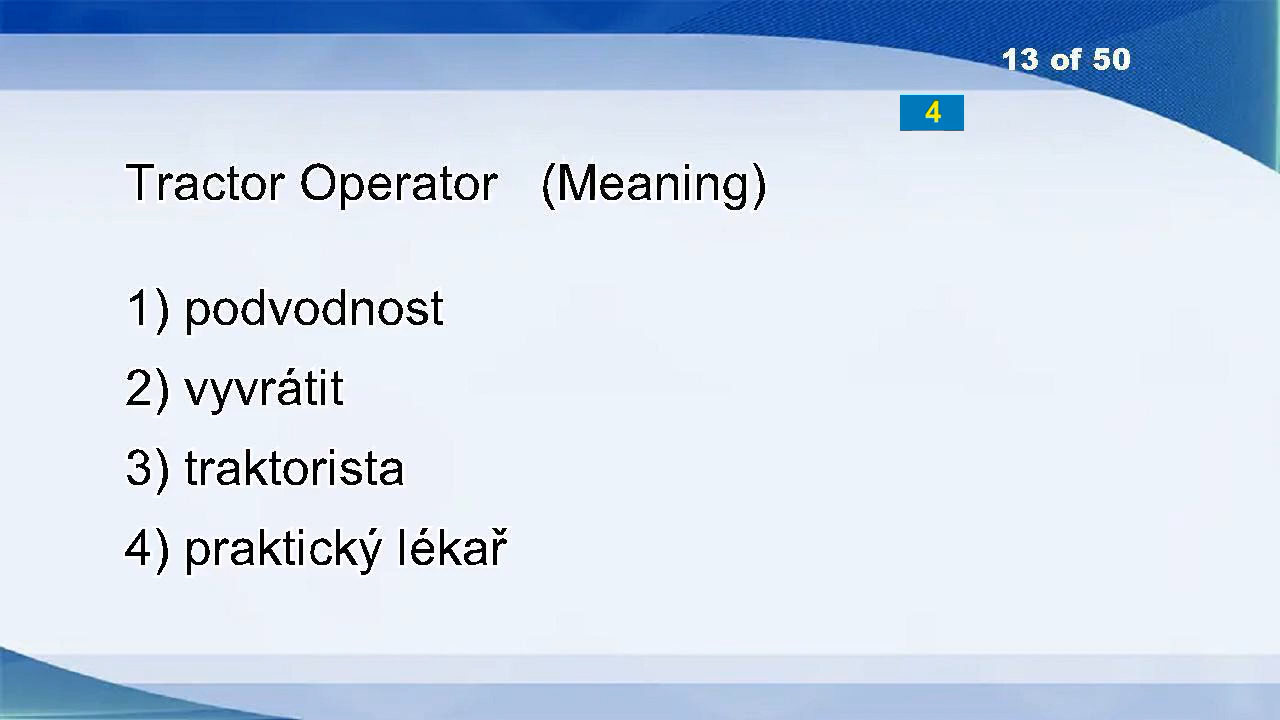 13 of 50
4
Tractor Operator (Meaning)
1) podvodnost
2) vyvrátit
3) traktorista
4) praktický lékař